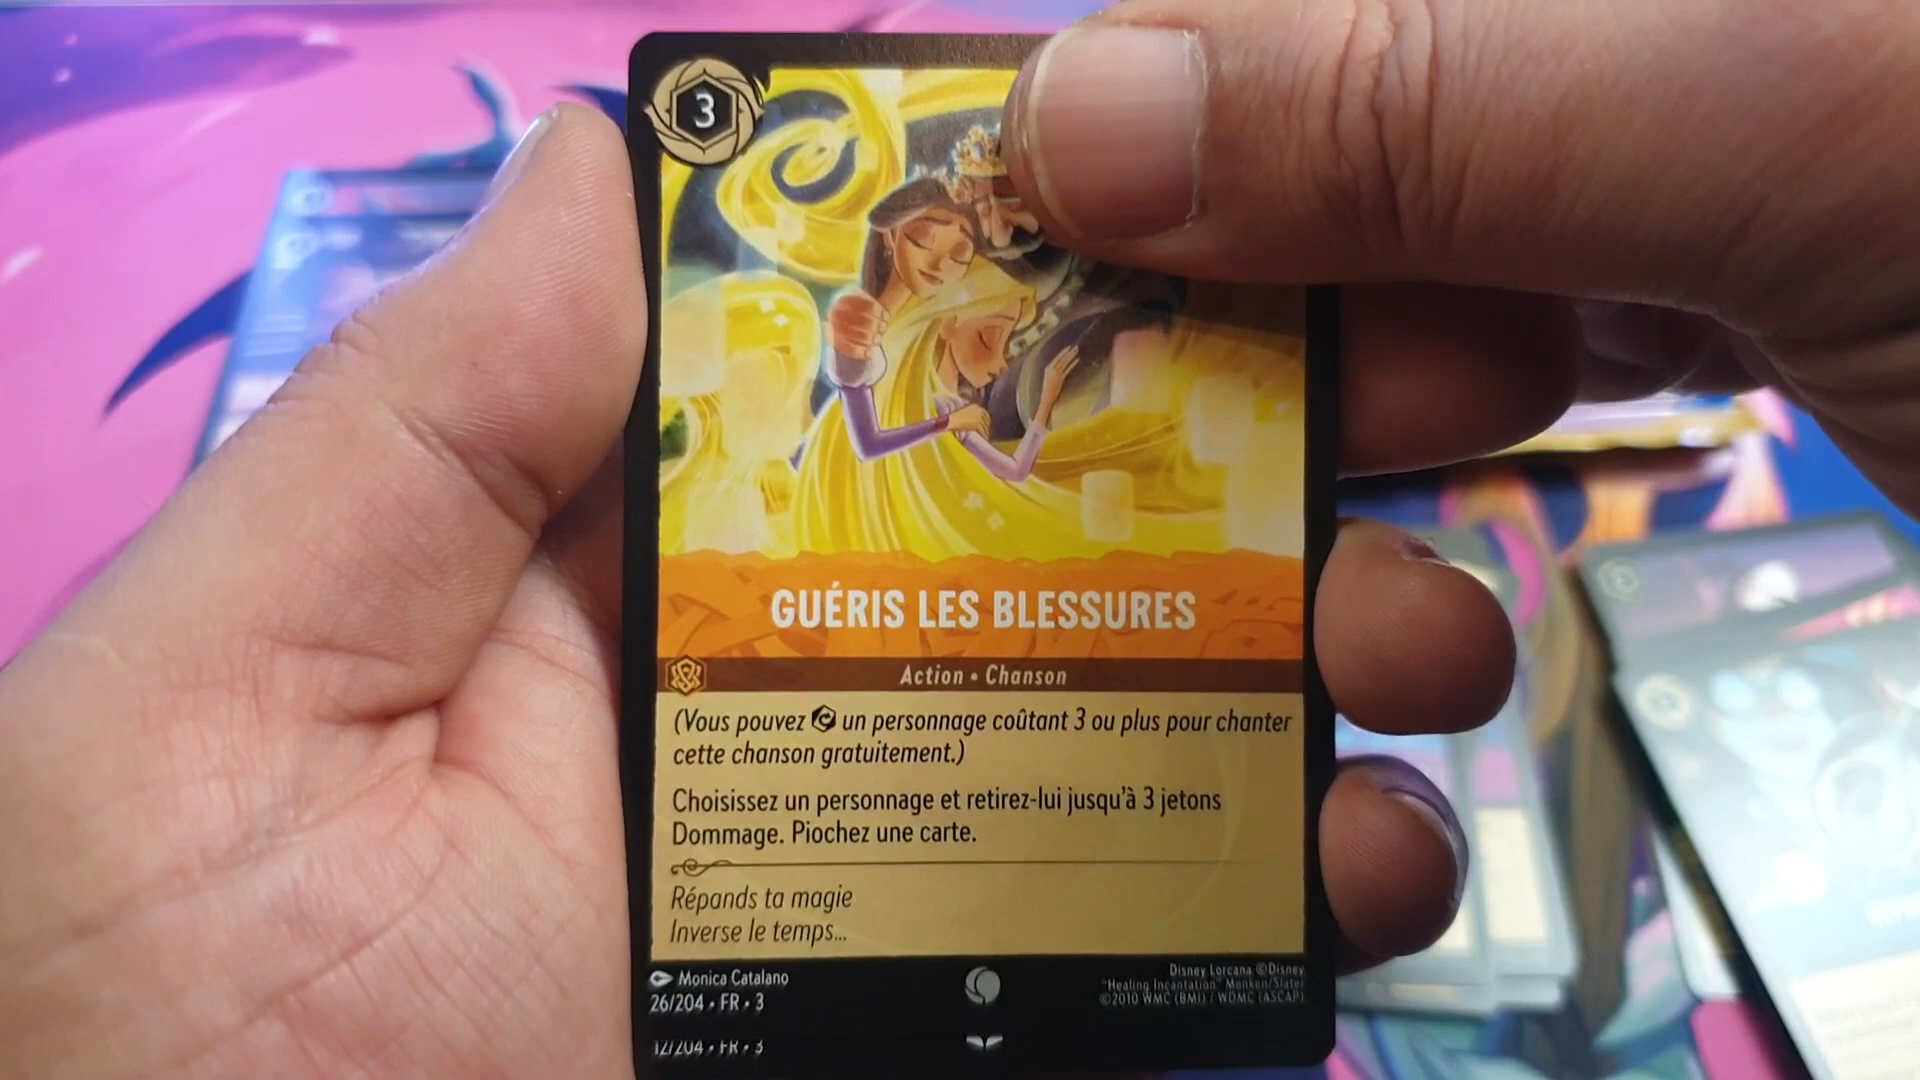 3
GUÉRIS LES BLESSURES
Action • Chanson
(Vous pouvez un personnage coûtant 3 ou plus pour chanter
cette chanson gratuitement.)
Choisissez un personnage et retirez-lui jusqu'à 3 jetons
Dommage. Piochez une carte.
Répands ta magie
Inverse le temps...
Monica Catalano
26/204 • FR • 3
Disney Lorcana ©Disney
"Healing Incantation" Menken/Slater
©2010 WMC (BMI) / WDMC (ASCAP)
12/204 • FR • 3